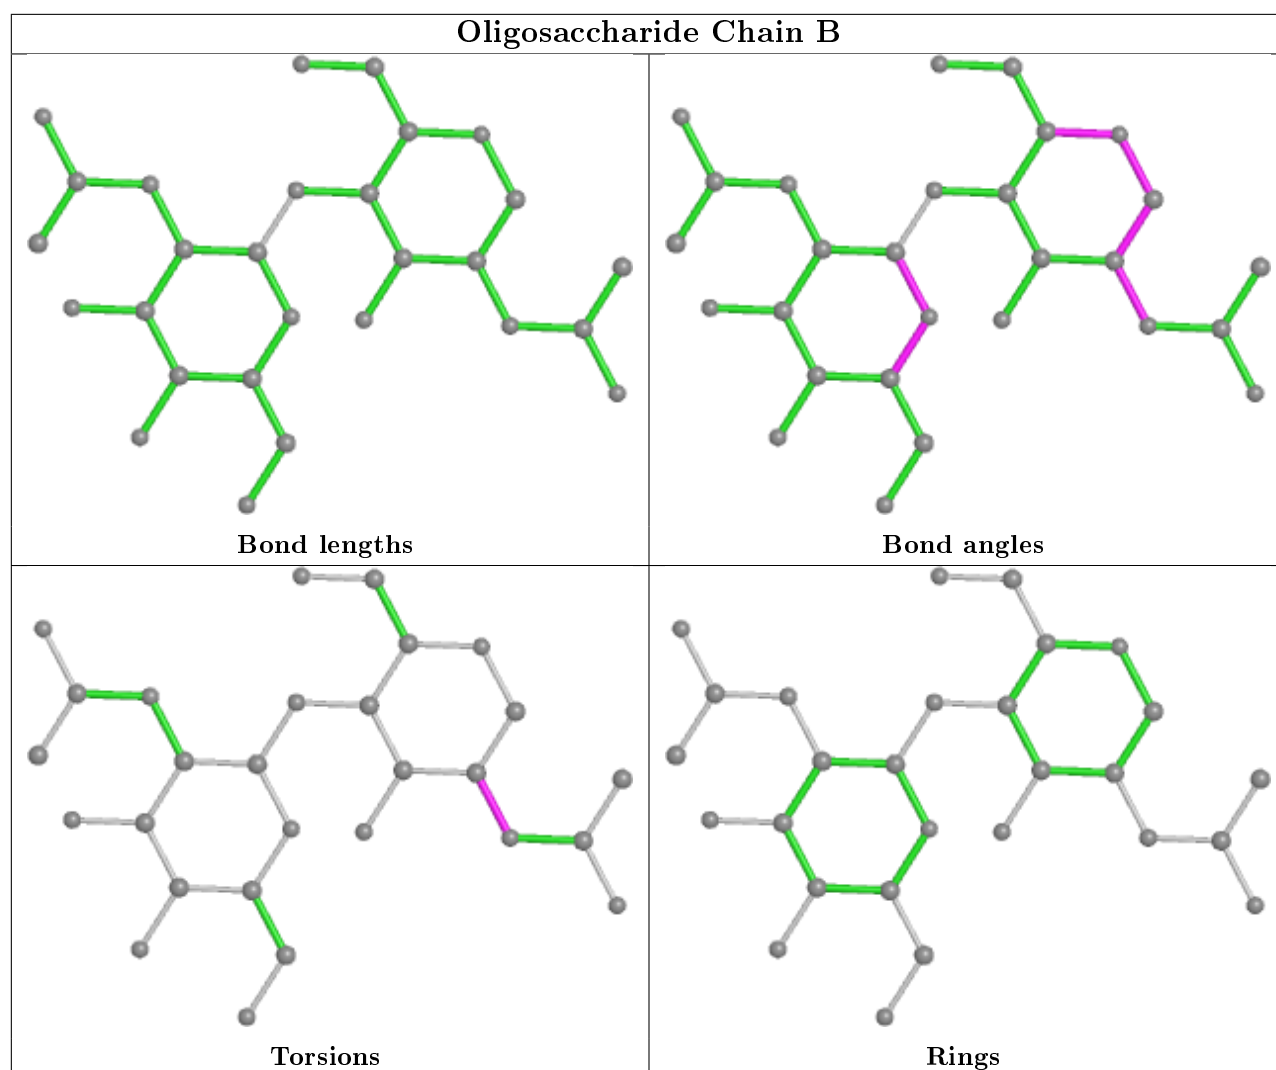 Oligosaccharide Chain B
Bond lengths
Bond angles
Torsions
Rings